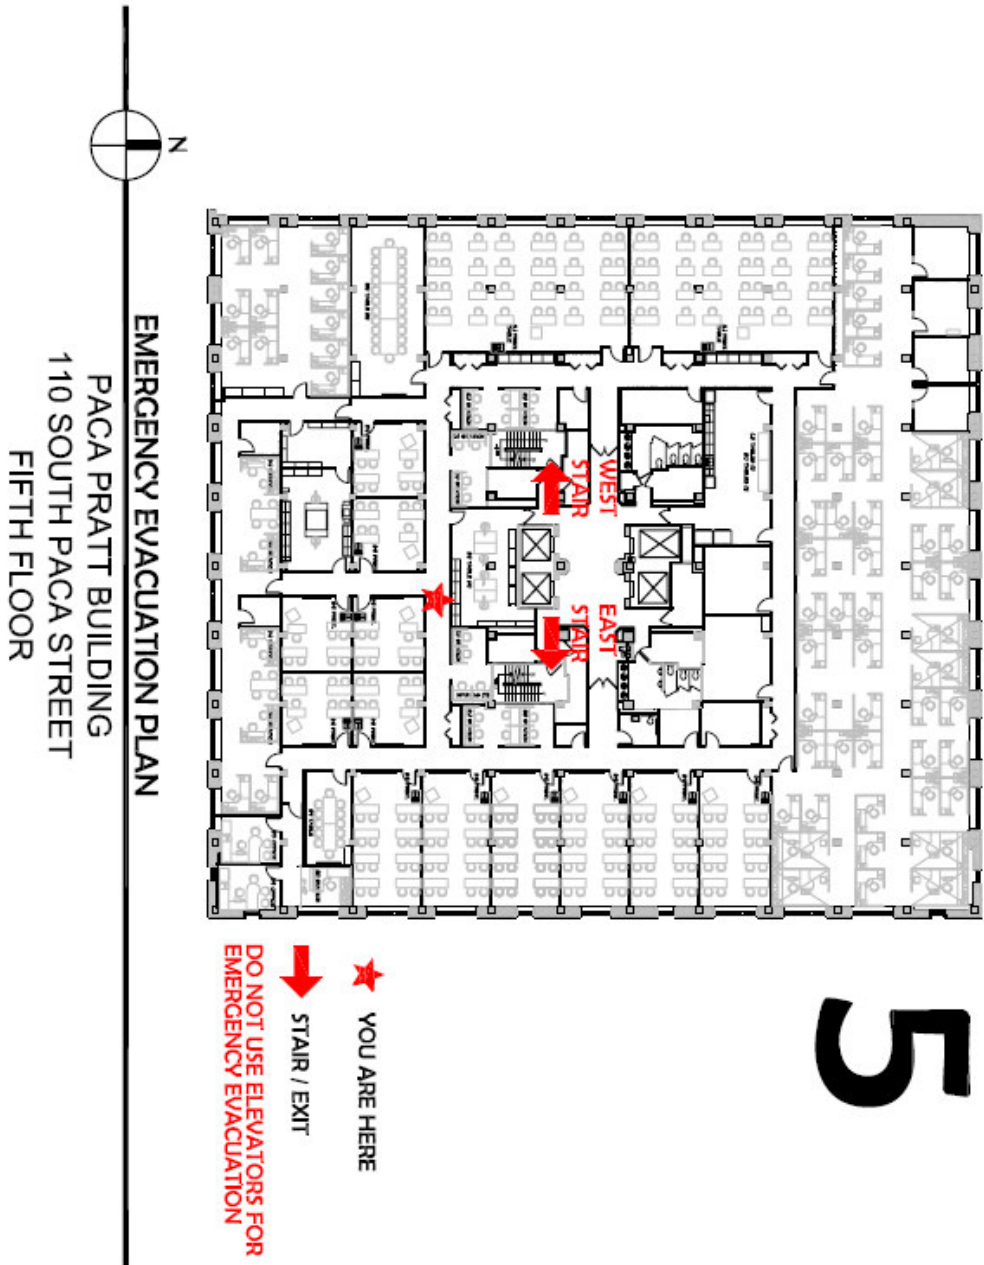 5
WEST
STAIR
EAST
STAIR
YOU ARE HERE
STAIR / EXIT
DO NOT USE ELEVATORS FOR
EMERGENCY EVACUATION
N
EMERGENCY EVACUATION PLAN
PACA PRATT BUILDING
110 SOUTH PACA STREET
FIFTH FLOOR